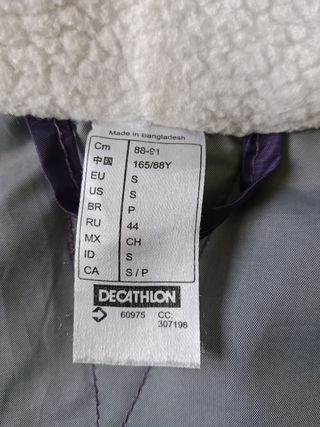 Made in Bangladesh
Cm 88-91
中国 165/88Y
EU S
US S
BR P
RU 44
MX CH
ID S
CA S / P
DECATHLON
60975 CC:
307198